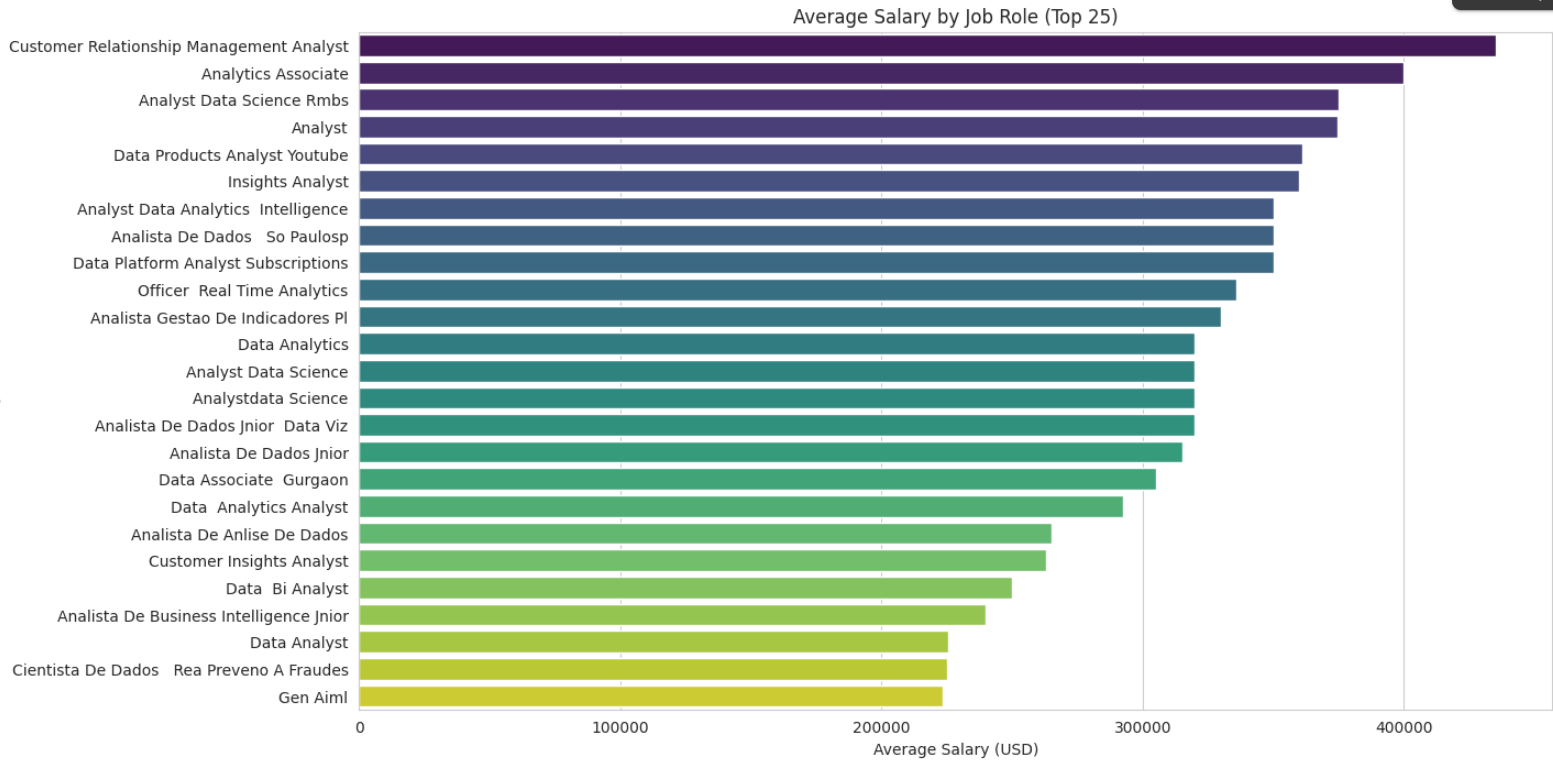 Average Salary by Job Role (Top 25)
Customer Relationship Management Analyst
Analytics Associate
Analyst Data Science Rmbs
Analyst
Data Products Analyst Youtube
Insights Analyst
Analyst Data Analytics  Intelligence
Analista De Dados   So Paulosp
Data Platform Analyst Subscriptions
Officer  Real Time Analytics
Analista Gestao De Indicadores Pl
Data Analytics
Analyst Data Science
Analystdata Science
Analista De Dados Jnior  Data Viz
Analista De Dados Jnior
Data Associate  Gurgaon
Data  Analytics Analyst
Analista De Anlise De Dados
Customer Insights Analyst
Data  Bi Analyst
Analista De Business Intelligence Jnior
Data Analyst
Cientista De Dados   Rea Preveno A Fraudes
Gen Aiml
0 100000 200000 300000 400000
Average Salary (USD)